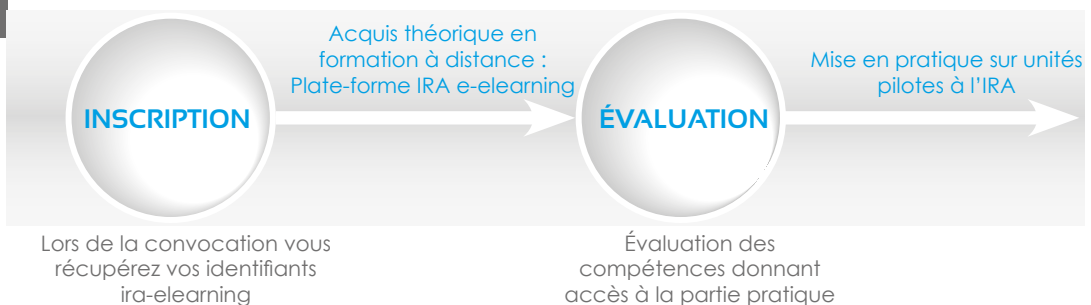 INSCRIPTION
Acquis théorique en
formation à distance :
Plate-forme IRA e-elearning
ÉVALUATION
Mise en pratique sur unités
pilotes à l'IRA
Lors de la convocation vous
récupérez vos identifiants
ira-elearning
Évaluation des
compétences donnant
accès à la partie pratique